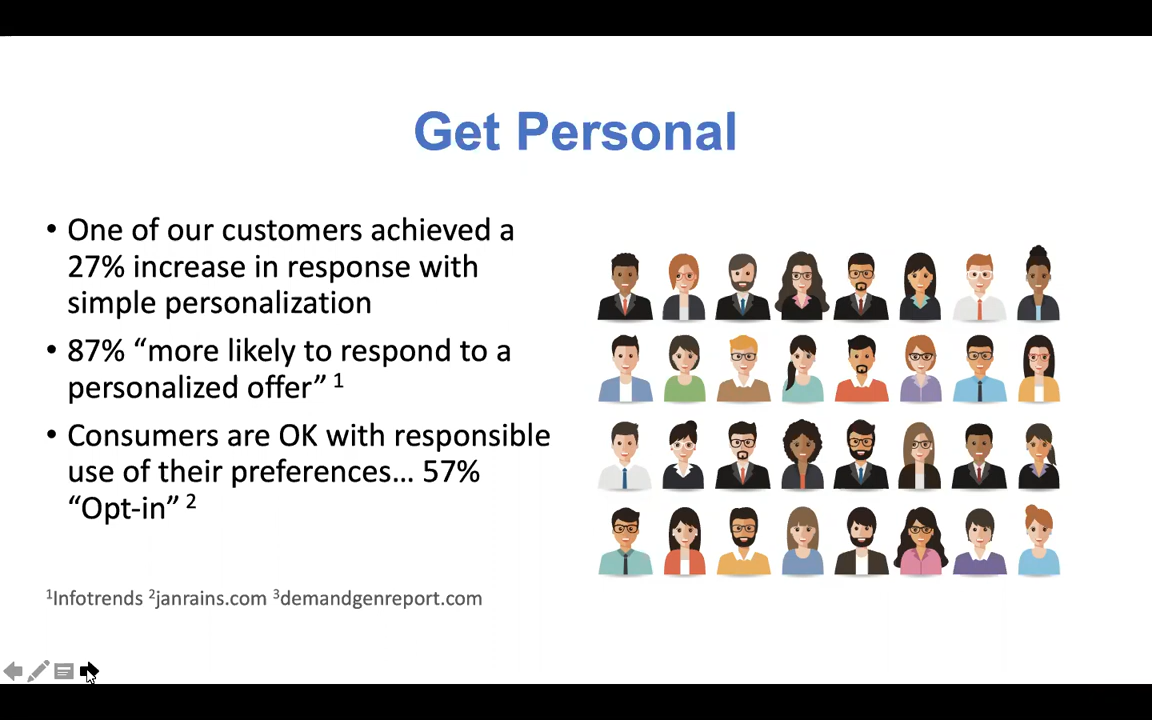 Get Personal
• One of our customers achieved a
27% increase in response with
simple personalization
• 87% “more likely to respond to a
personalized offer” 1
• Consumers are OK with responsible
use of their preferences… 57%
“Opt-in” 2
1Infotrends 2janrains.com 3demandgenreport.com